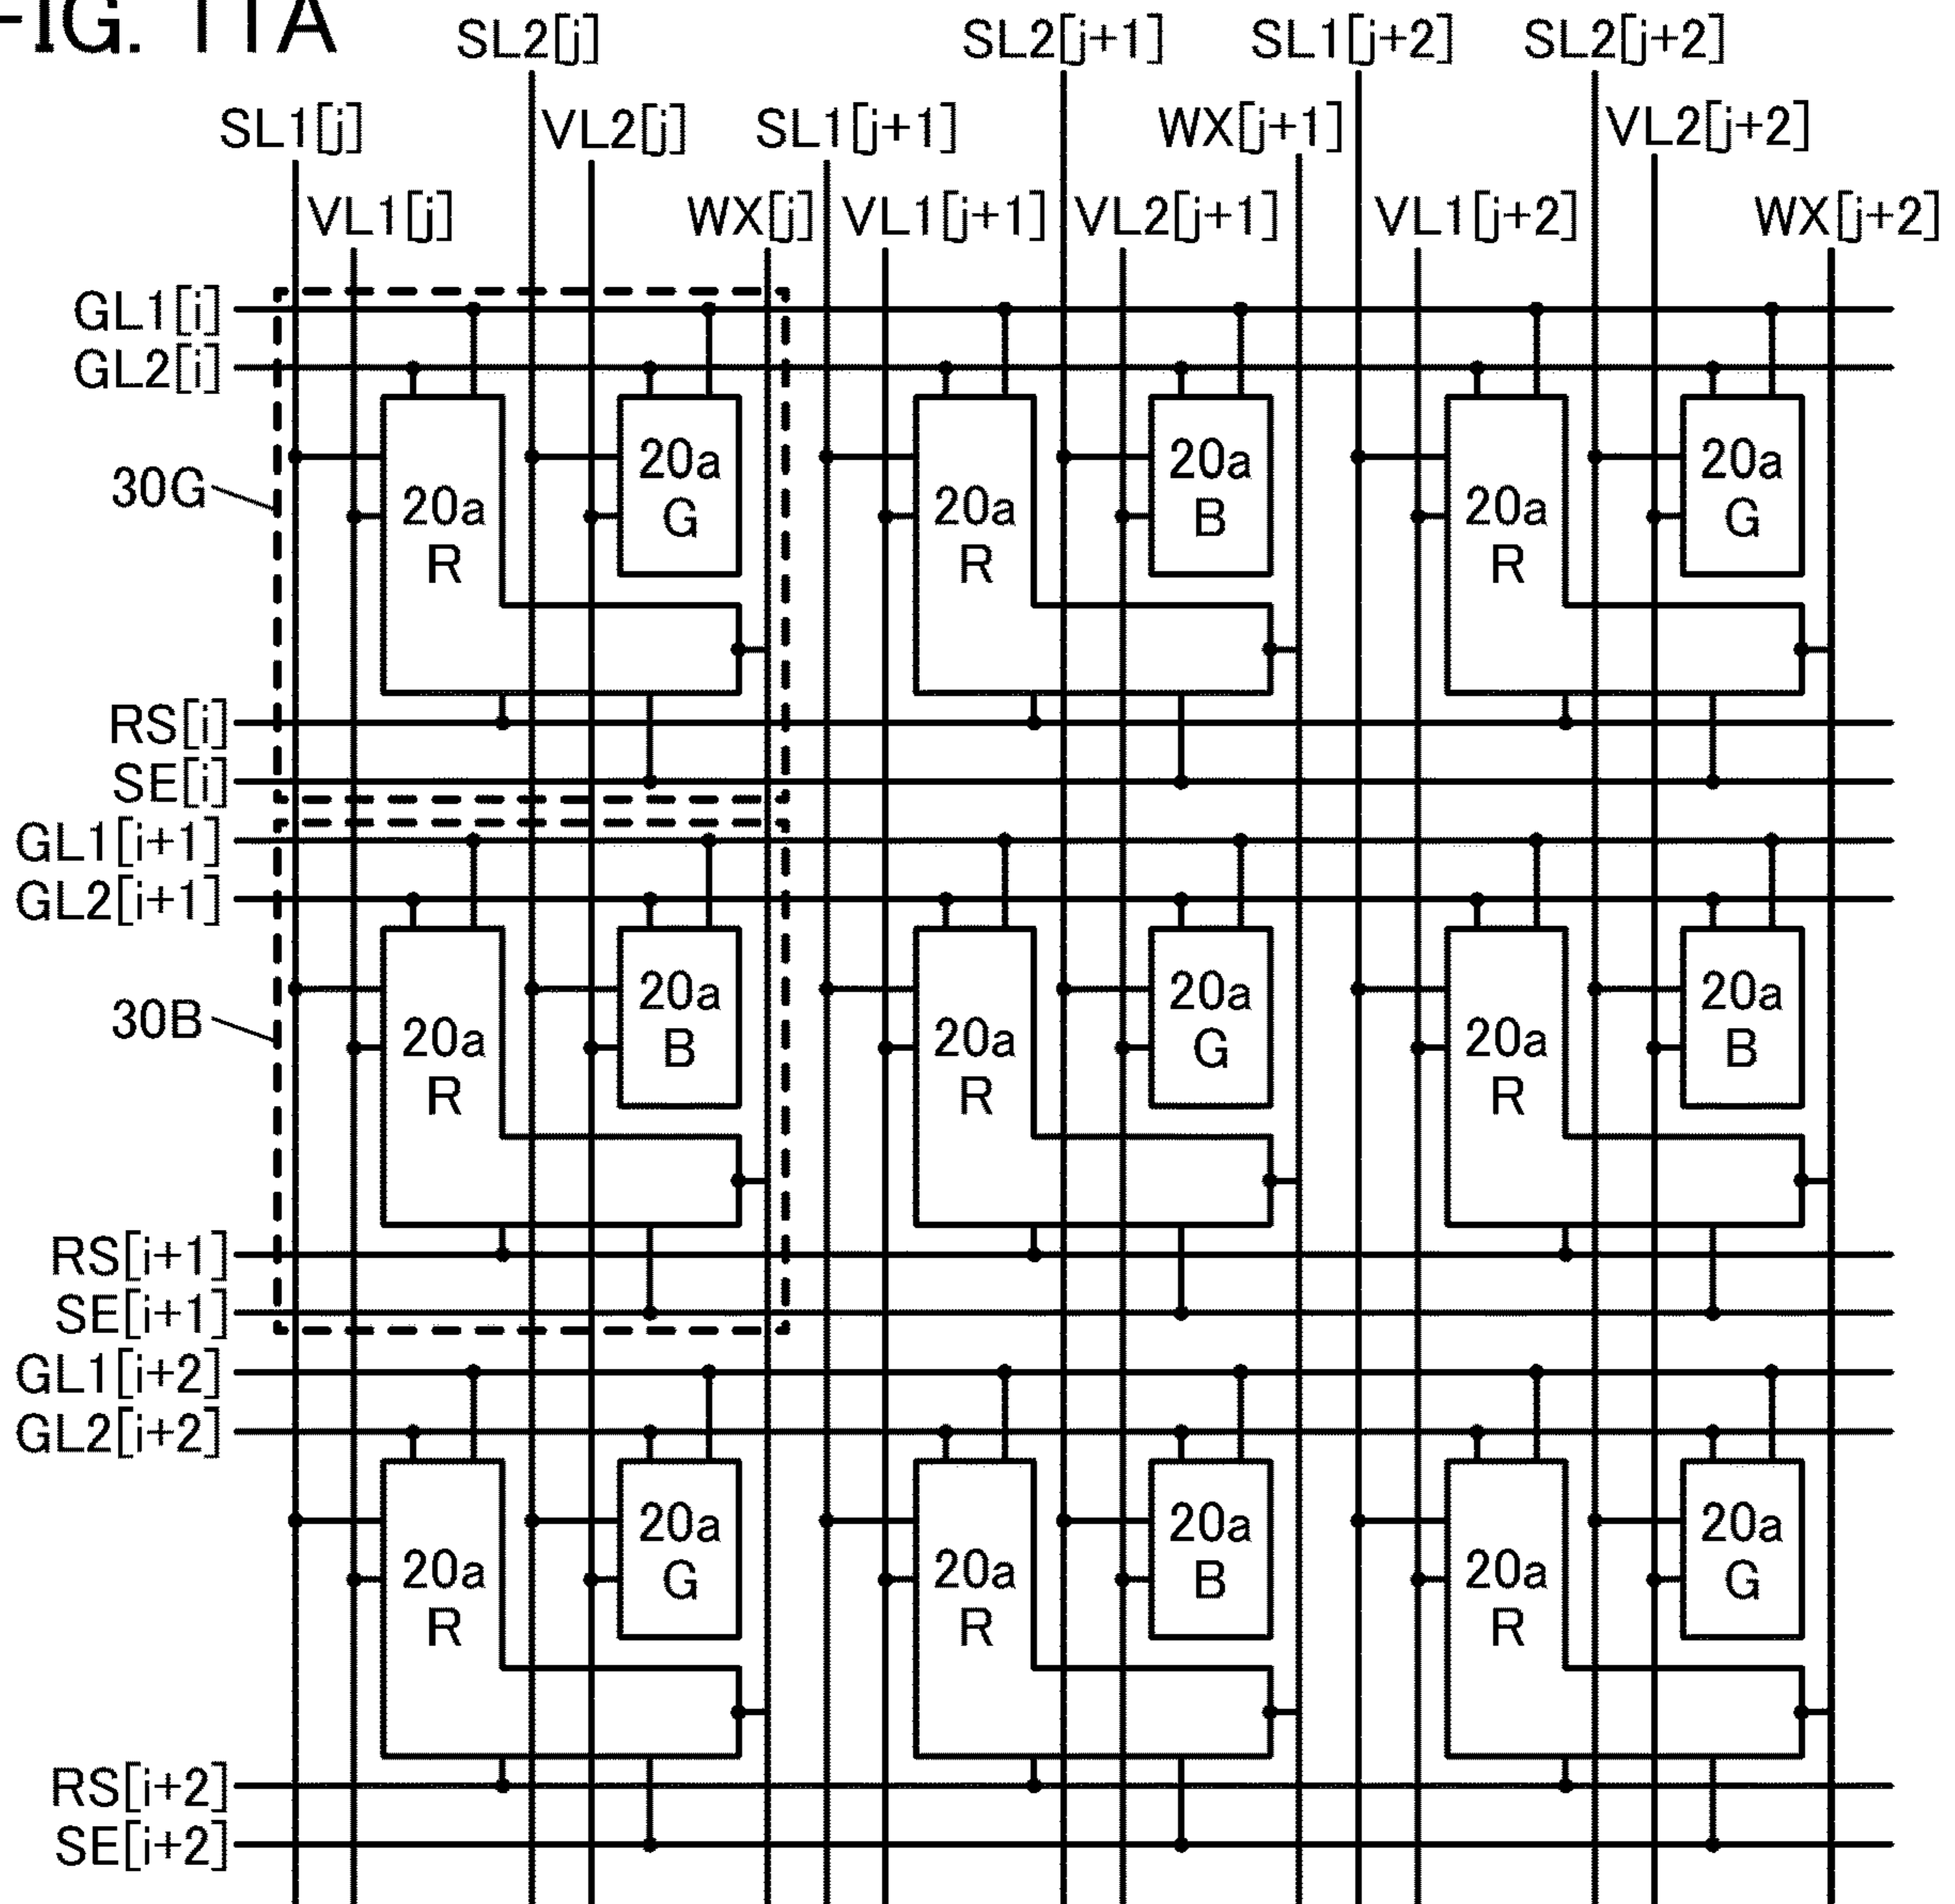 FIG. 11A
SL2[j] SL2[j+1] SL1[j+2] SL2[j+2]
SL1[j] VL2[j] SL1[j+1] WX[j+1] VL2[j+2]
VL1[j] WX[j] VL1[j+1] VL2[j+1] VL1[j+2] WX[j+2]
GL1[i]
GL2[i]
20a 20a 20a
30G 20a G 20a B 20a G
R R R
RS[i]
SE[i]
GL1[i+1]
GL2[i+1]
20a 20a 20a
30B 20a B 20a G 20a B
R R R
RS[i+1]
SE[i+1]
GL1[i+2]
GL2[i+2]
20a 20a 20a
20a G 20a B 20a G
R R R
RS[i+2]
SE[i+2]